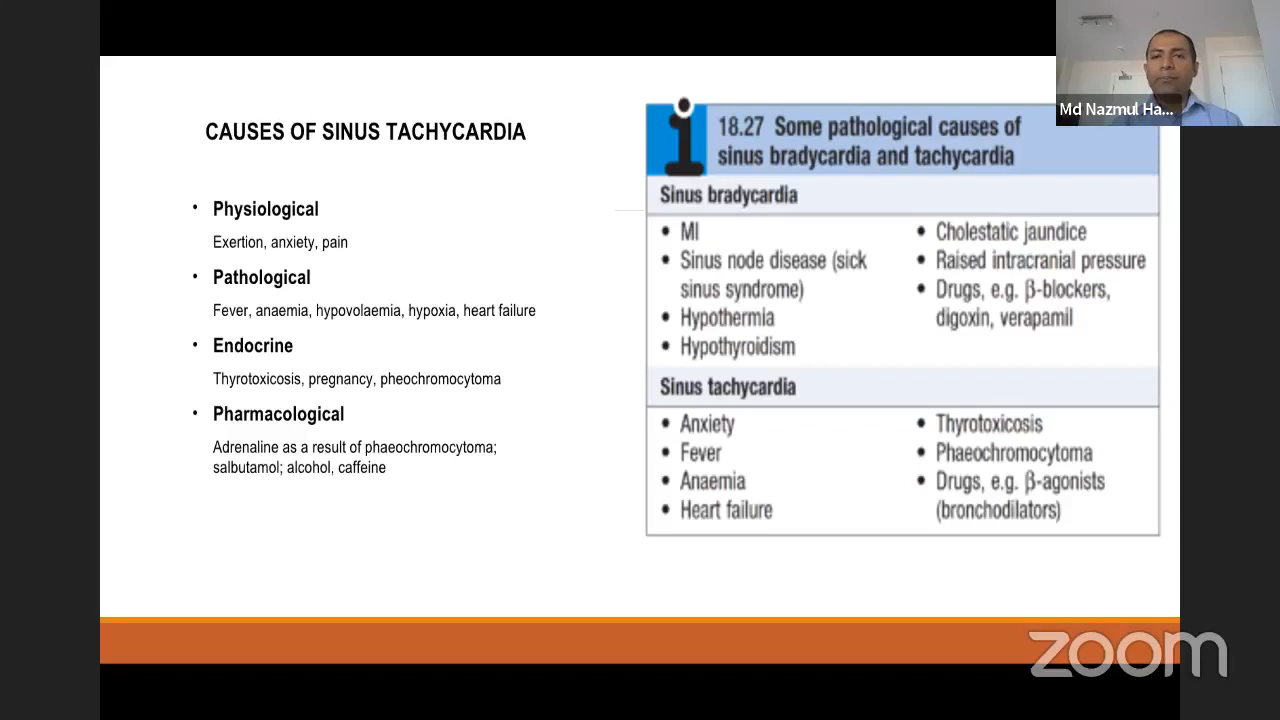 CAUSES OF SINUS TACHYCARDIA
• Physiological
Exertion, anxiety, pain
• Pathological
Fever, anaemia, hypovolaemia, hypoxia, heart failure
• Endocrine
Thyrotoxicosis, pregnancy, pheochromocytoma
• Pharmacological
Adrenaline as a result of phaeochromocytoma;
salbutamol; alcohol, caffeine
i
18.27 Some pathological causes of
sinus bradycardia and tachycardia
Sinus bradycardia
• MI
• Sinus node disease (sick
sinus syndrome)
• Hypothermia
• Hypothyroidism
• Cholestatic jaundice
• Raised intracranial pressure
• Drugs, e.g. β-blockers,
digoxin, verapamil
Sinus tachycardia
• Anxiety
• Fever
• Anaemia
• Heart failure
• Thyrotoxicosis
• Phaeochromocytoma
• Drugs, e.g. β-agonists
(bronchodilators)
Md Nazmul Ha...
zoom